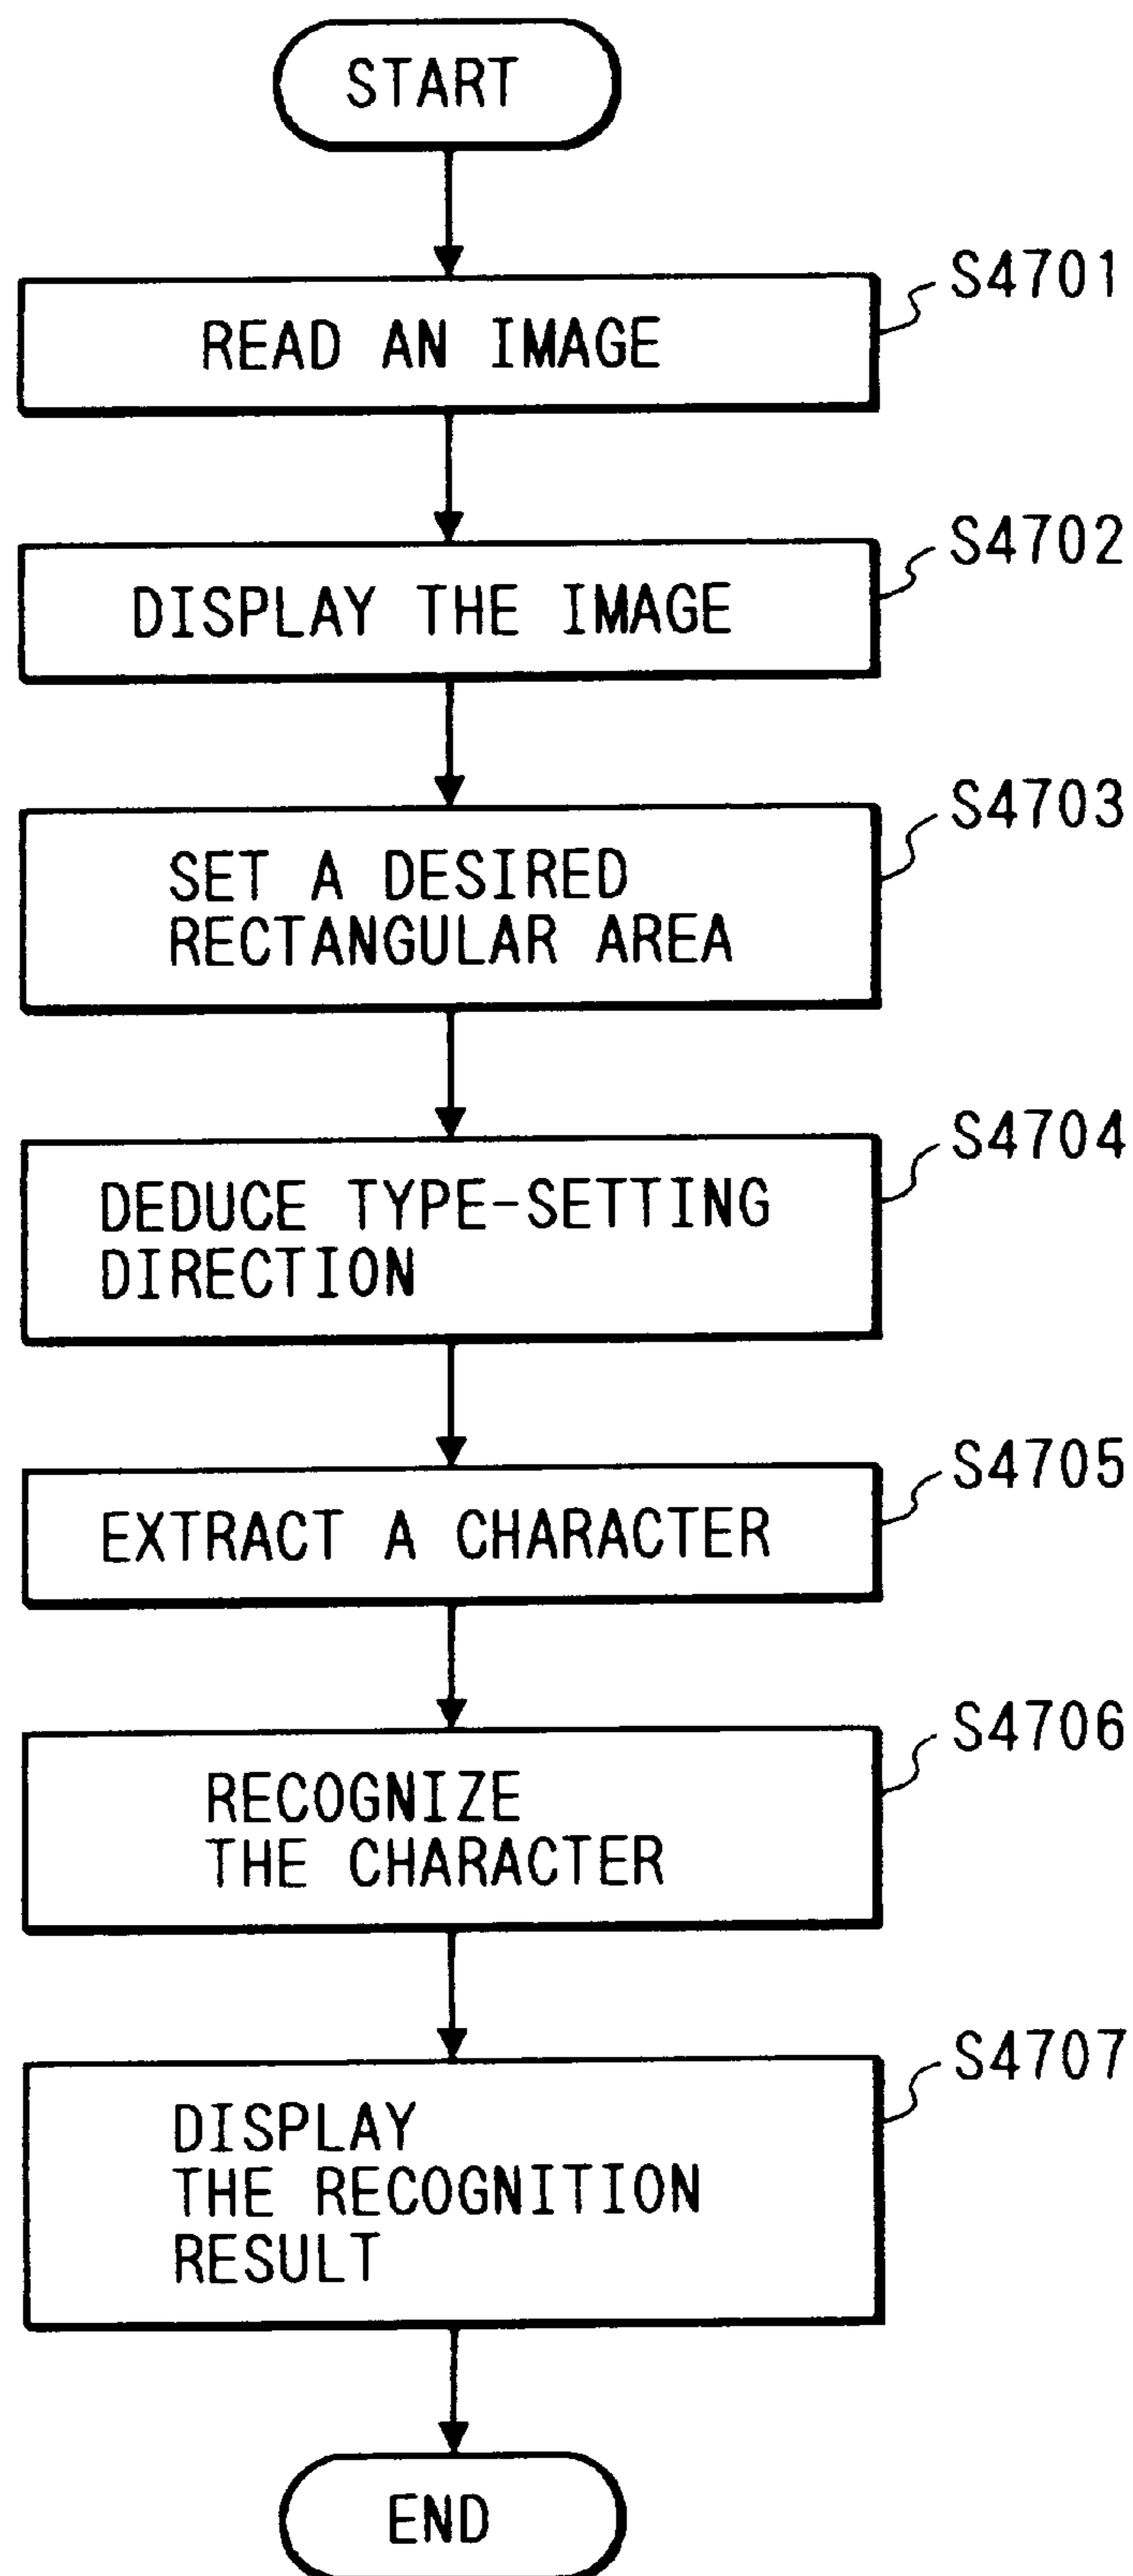 START
S4701
READ AN IMAGE
S4702
DISPLAY THE IMAGE
S4703
SET A DESIRED
RECTANGULAR AREA
S4704
DEDUCE TYPE-SETTING
DIRECTION
S4705
EXTRACT A CHARACTER
S4706
RECOGNIZE
THE CHARACTER
S4707
DISPLAY
THE RECOGNITION
RESULT
END